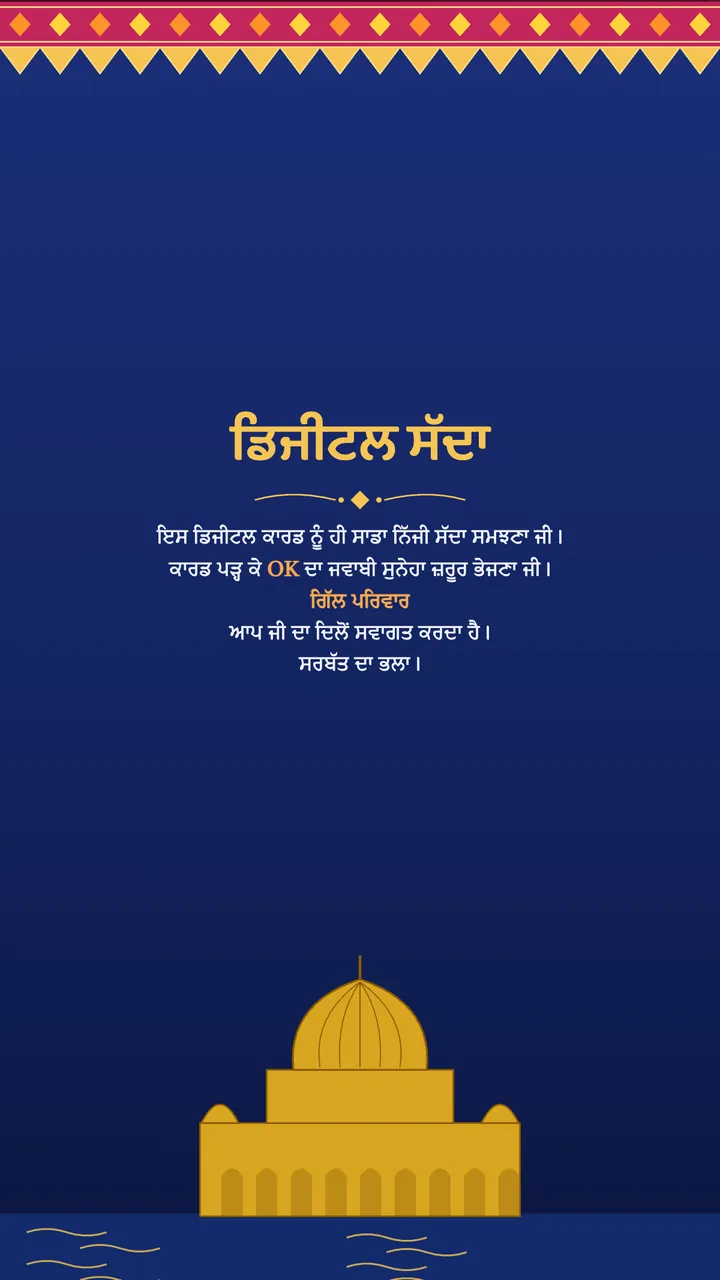 ਡਿਜੀਟਲ ਸੱਦਾ
ਇਸ ਡਿਜੀਟਲ ਕਾਰਡ ਨੂੰ ਹੀ ਸਾਡਾ ਨਿੱਜੀ ਸੱਦਾ ਸਮਝਣਾ ਜੀ।
ਕਾਰਡ ਪੜ੍ਹ ਕੇ OK ਦਾ ਜਵਾਬੀ ਸੁਨੇਹਾ ਜ਼ਰੂਰ ਭੇਜਣਾ ਜੀ।
ਗਿੱਲ ਪਰਿਵਾਰ
ਆਪ ਜੀ ਦਾ ਦਿਲੋਂ ਸਵਾਗਤ ਕਰਦਾ ਹੈ।
ਸਰਬੱਤ ਦਾ ਭਲਾ।